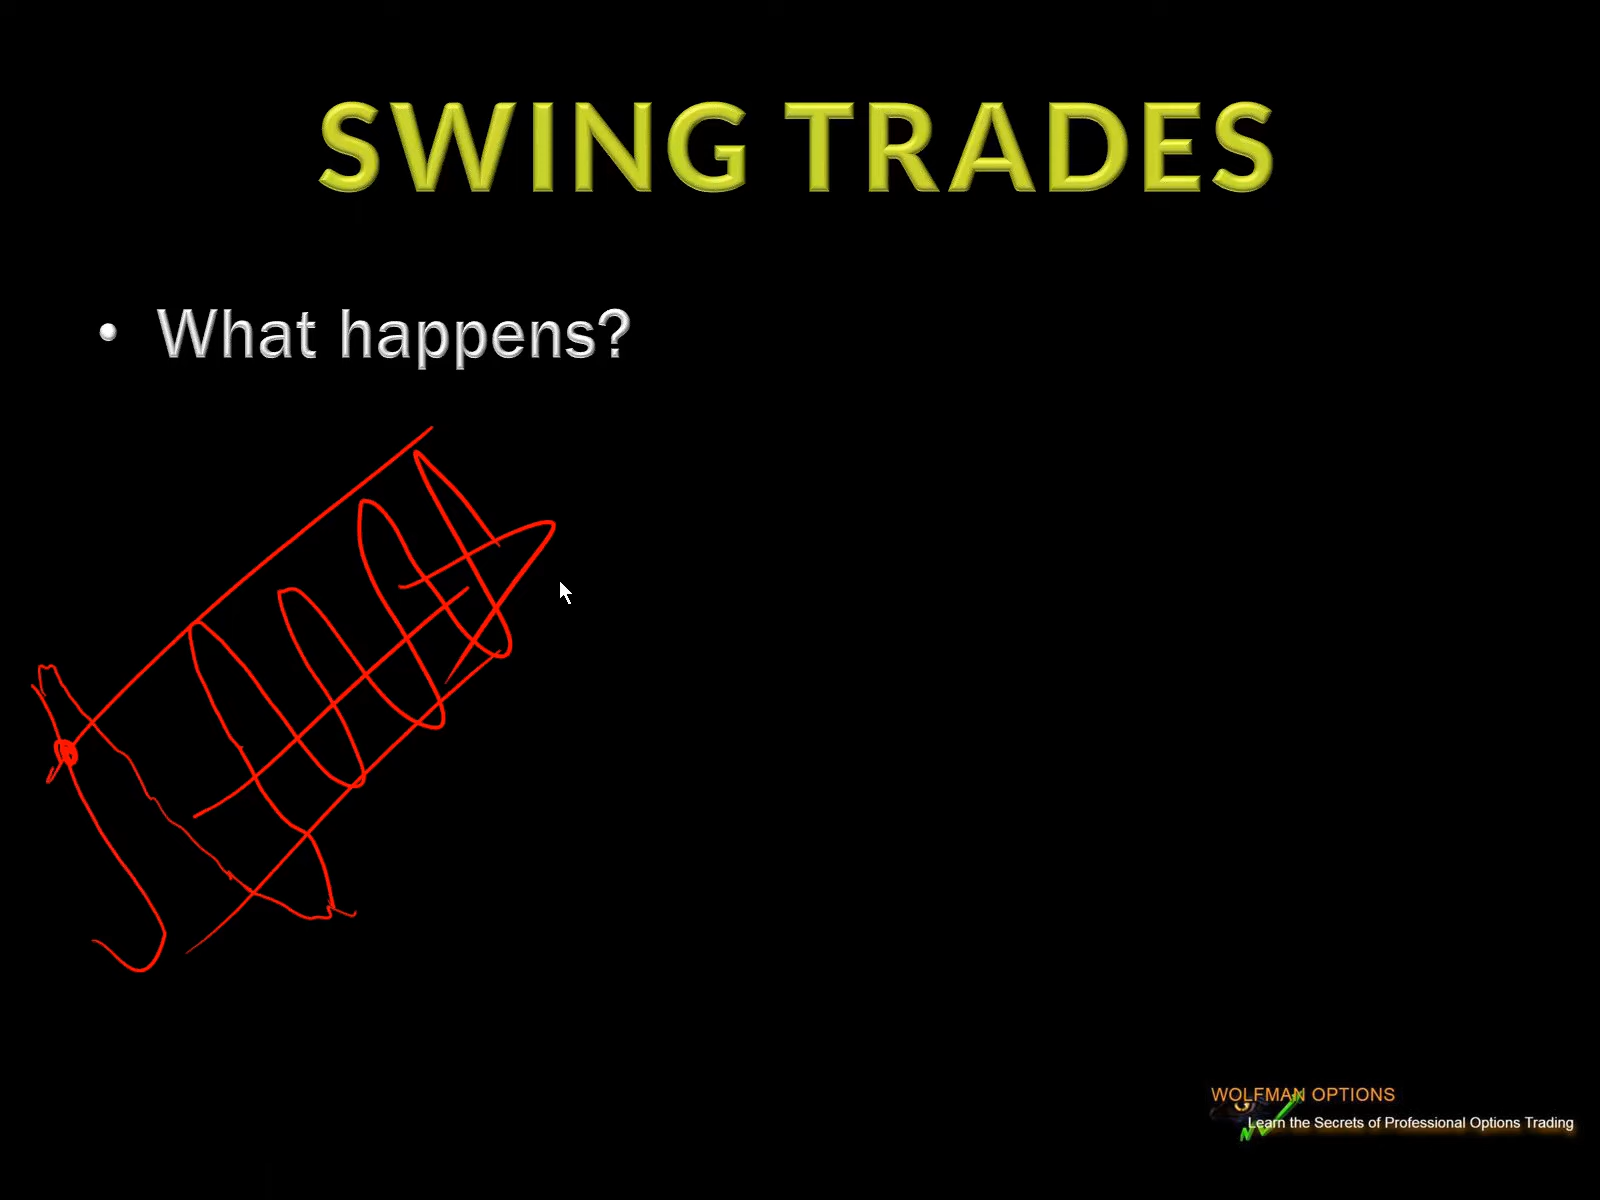 SWING TRADES
• What happens?
WOLFMAN OPTIONS
Learn the Secrets of Professional Options Trading